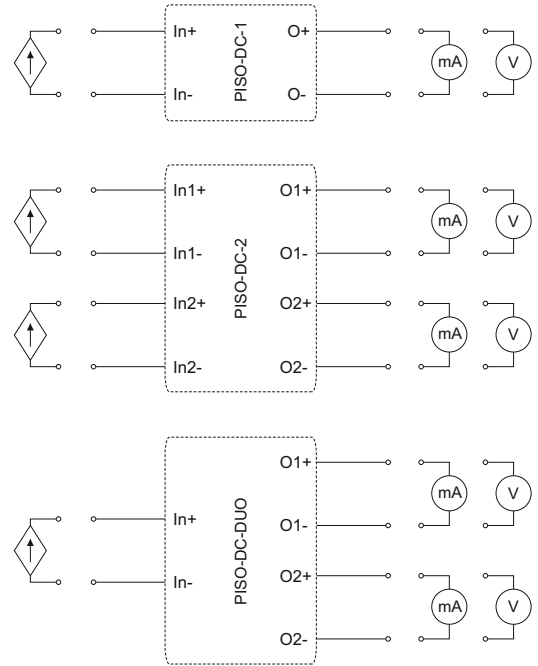 In+
O+
PISO-DC-1
mA
V
In-
O-
In1+
O1+
mA
V
In1-
O1-
PISO-DC-2
In2+
O2+
mA
V
In2-
O2-
O1+
mA
V
In+
O1-
PISO-DC-DUO
In-
O2+
mA
V
O2-